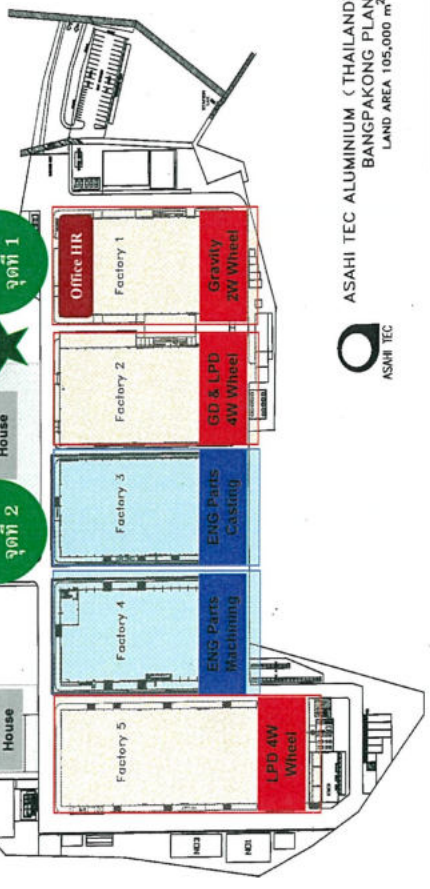 จุดที่ 1
House
จุดที่ 2
House
Office HR
Factory 1
Gravity
2W Wheel
Factory 2
GD & LPD
4W Wheel
Factory 3
ENG Parts
Casting
Factory 4
ENG Parts
Machining
Factory 5
LPD 4W
Wheel
NO3
NO1
ASAHI TEC
ASAHI TEC ALUMINIUM ( THAILAND
BANGPAKONG PLAN
LAND AREA 105,000 m²